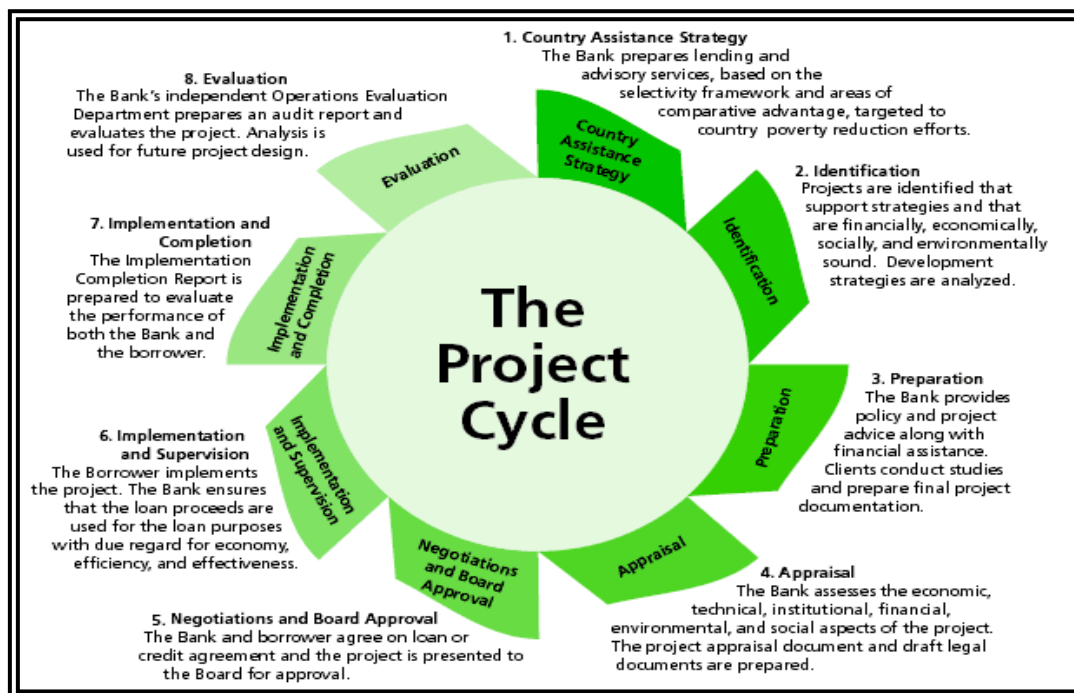 1. Country Assistance Strategy
The Bank prepares lending and
advisory services, based on the
selectivity framework and areas of
comparative advantage, targeted to
country poverty reduction efforts.
2. Identification
Projects are identified that
support strategies and that
are financially, economically,
socially, and environmentally
sound. Development
strategies are analyzed.
3. Preparation
The Bank provides
policy and project
advice along with
financial assistance.
Clients conduct studies
and prepare final project
documentation.
4. Appraisal
The Bank assesses the economic,
technical, institutional, financial,
environmental, and social aspects of the project.
The project appraisal document and draft legal
documents are prepared.
5. Negotiations and Board Approval
The Bank and borrower agree on loan or
credit agreement and the project is presented to
the Board for approval.
6. Implementation
and Supervision
The Borrower implements
the project. The Bank ensures
that the loan proceeds are
used for the loan purposes
with due regard for economy,
efficiency, and effectiveness.
7. Implementation and
Completion
The Implementation
Completion Report is
prepared to evaluate
the performance of
both the Bank and
the borrower.
8. Evaluation
The Bank's independent Operations Evaluation
Department prepares an audit report and
evaluates the project. Analysis is
used for future project design.
Country
Assistance
Strategy
Identification
Preparation
Appraisal
Negotiations
and Board
Approval
Implementation
and Supervision
Implementation
and Completion
Evaluation
The
Project
Cycle